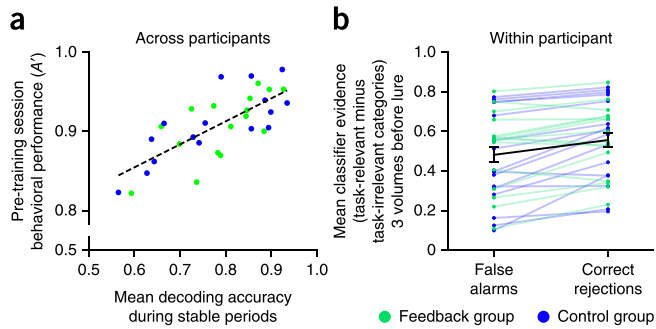 a
Across participants
Pre-training session
behavioral performance (A′)
1.0
0.9
0.8
0.5
0.5
0.6
0.7
0.8
0.9
1.0
Mean decoding accuracy
during stable periods
b
Within participant
Mean classifier evidence
(task-relevant minus
task-irrelevant categories)
3 volumes before lure
1.0
0.8
0.6
0.4
0.2
0
False
alarms
Correct
rejections
Feedback group
Control group